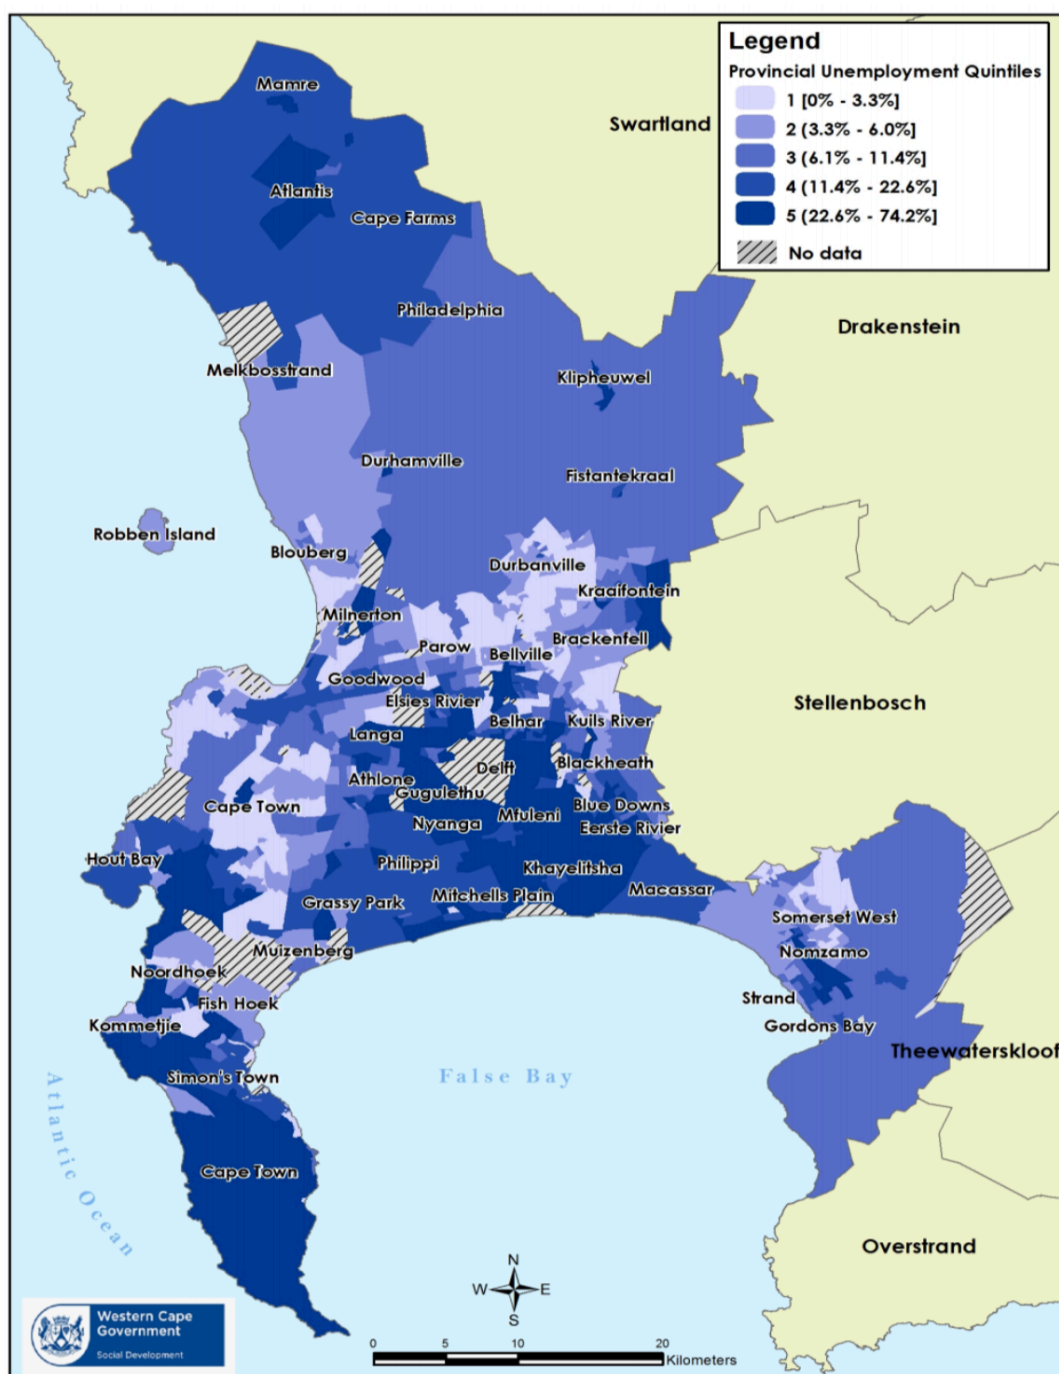 Legend
Provincial Unemployment Quintiles
1 [0% - 3.3%]
2 (3.3% - 6.0%]
3 (6.1% - 11.4%]
4 (11.4% - 22.6%]
5 (22.6% - 74.2%]
No data
Mamre
Swartland
Atlantis
Cape Farms
Philadelphia
Drakenstein
Melkbosstrand
Klipheuwel
Durhamville
Fistantekraal
Robben Island
Blouberg
Durbanville
Kraaifontein
Milnerton
Parow
Brackenfell
Bellville
Goodwood
Elsies Rivier
Stellenbosch
Belhar
Kuils River
Langa
Delft
Blackheath
Athlone
Gugulethu
Cape Town
Mfuleni
Blue Downs
Nyanga
Eerste Rivier
Hout Bay
Philippi
Khayelitsha
Mitchells Plain
Macassar
Grassy Park
Somerset West
Muizenberg
Nomzamo
Noordhoek
Strand
Fish Hoek
Kommetjie
Gordons Bay
Theewaterskloof
Simon's Town
False Bay
Atlantic Ocean
Cape Town
Overstrand
N
W E
S
0 5 10 20
Kilometers
Western Cape
Government
Social Development